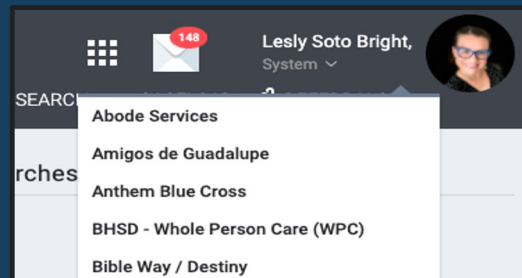 148
Lesly Soto Bright,
System
SEARCH
Abode Services
rches
Amigos de Guadalupe
Anthem Blue Cross
BHSD - Whole Person Care (WPC)
Bible Way / Destiny